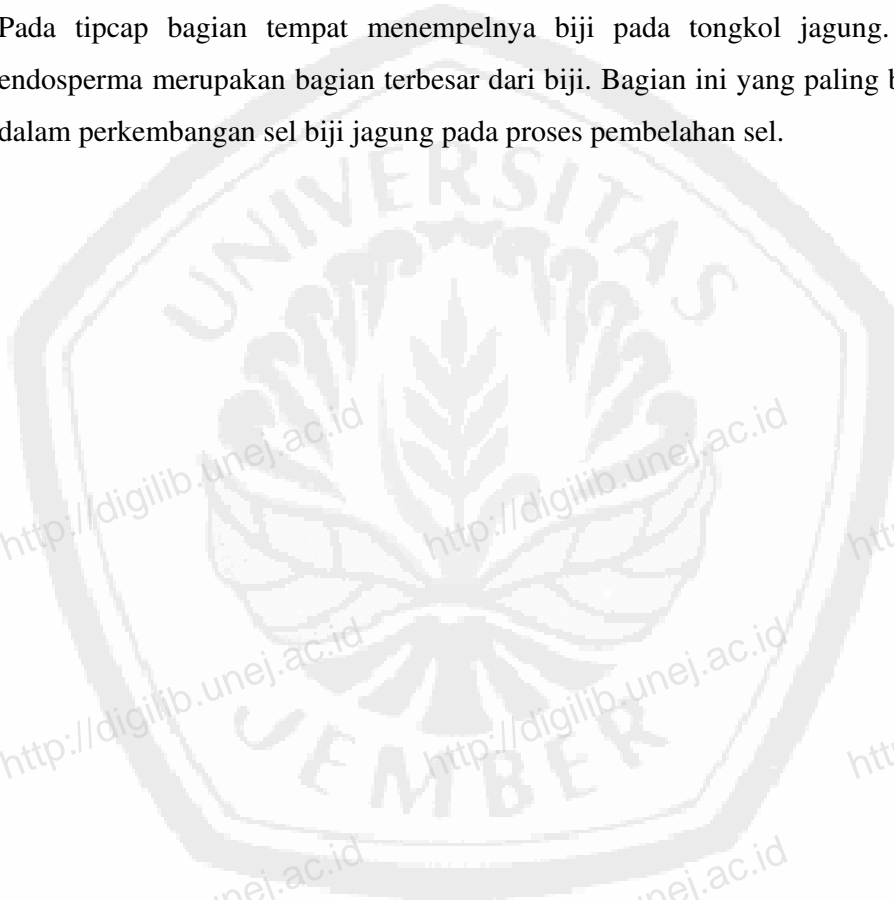 Pada tipcap bagian tempat menempelnya biji pada tongkol jagung.
endosperma merupakan bagian terbesar dari biji. Bagian ini yang paling
dalam perkembangan sel biji jagung pada proses pembelahan sel.
UNIVERSITAS
http://digilib.unej.ac.id
http://digilib.unej.ac.id
http://digilib.unej.ac.id
http://digilib.unej.ac.id
JEMBER